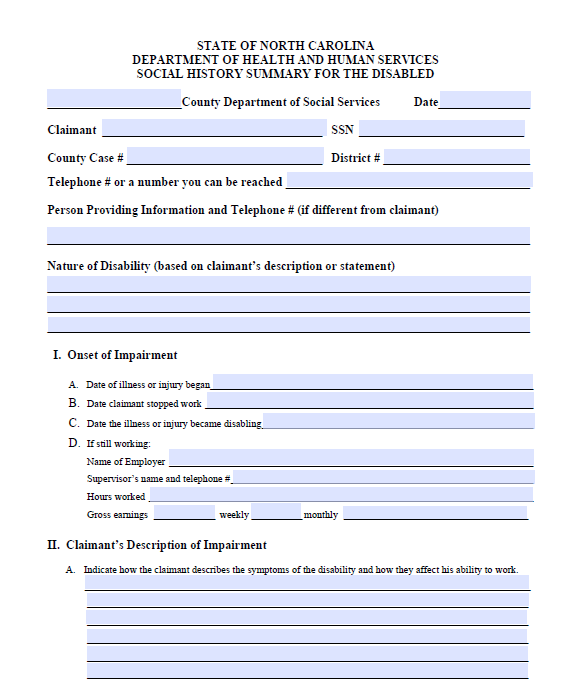 STATE OF NORTH CAROLINA
DEPARTMENT OF HEALTH AND HUMAN SERVICES
SOCIAL HISTORY SUMMARY FOR THE DISABLED
County Department of Social Services Date
Claimant SSN
County Case # District #
Telephone # or a number you can be reached
Person Providing Information and Telephone # (if different from claimant)
Nature of Disability (based on claimant's description or statement)
I. Onset of Impairment
A. Date of illness or injury began
B. Date claimant stopped work
C. Date the illness or injury became disabling
D. If still working:
Name of Employer
Supervisor's name and telephone #
Hours worked
Gross earnings weekly monthly
II. Claimant's Description of Impairment
A. Indicate how the claimant describes the symptoms of the disability and how they affect his ability to work.